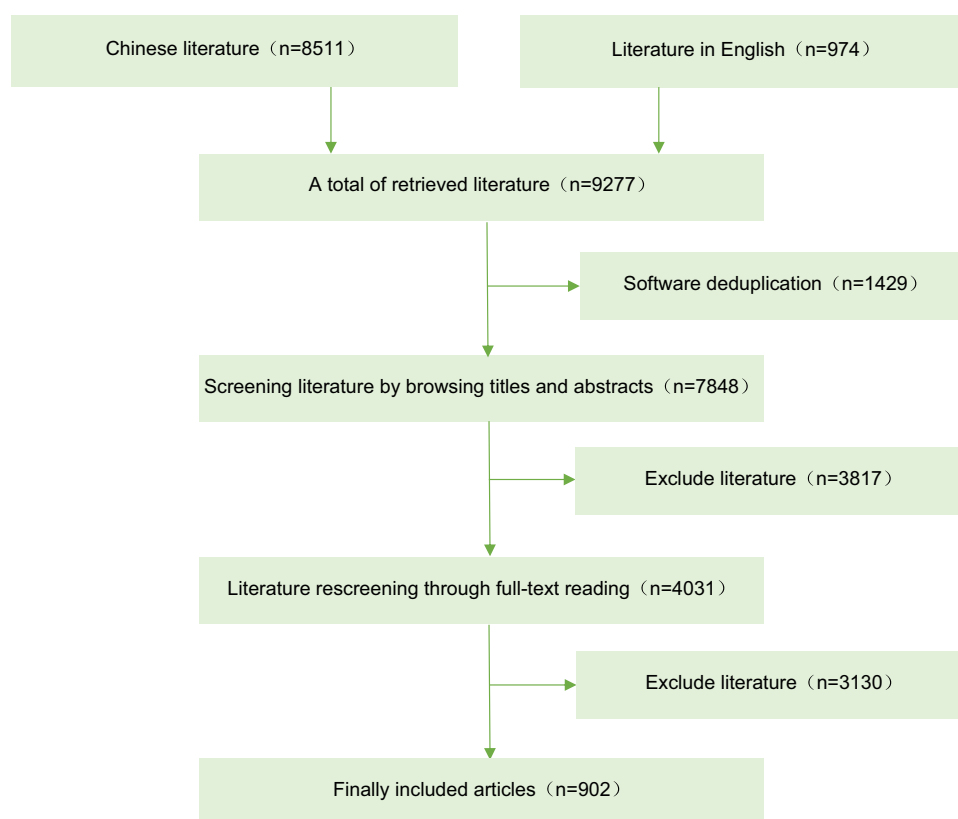 Chinese literature（n=8511）
Literature in English（n=974）
A total of retrieved literature（n=9277）
Software deduplication（n=1429）
Screening literature by browsing titles and abstracts（n=7848）
Exclude literature（n=3817）
Literature rescreening through full-text reading（n=4031）
Exclude literature（n=3130）
Finally included articles（n=902）